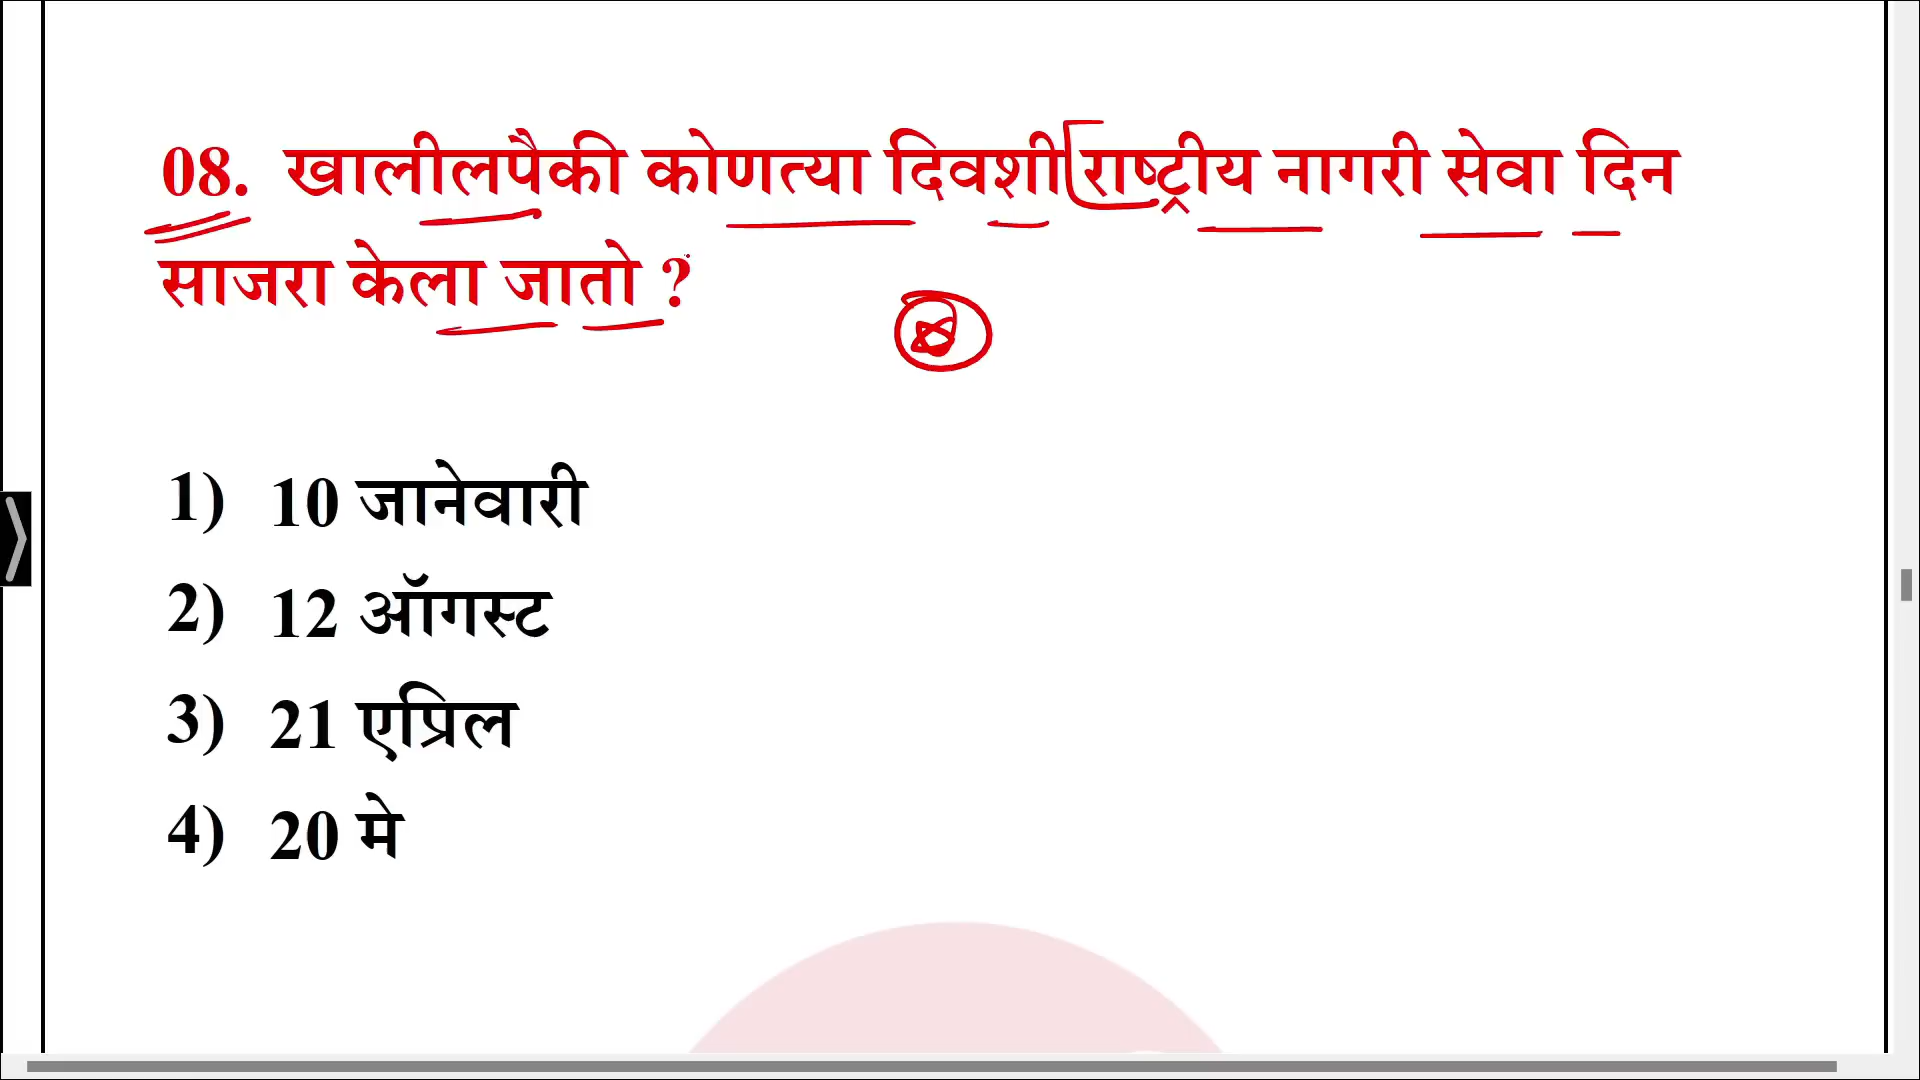 08. खालीलपैकी कोणत्या दिवशी राष्ट्रीय नागरी सेवा दिन
साजरा केला जातो ?
1) 10 जानेवारी
2) 12 ऑगस्ट
3) 21 एप्रिल
4) 20 मे